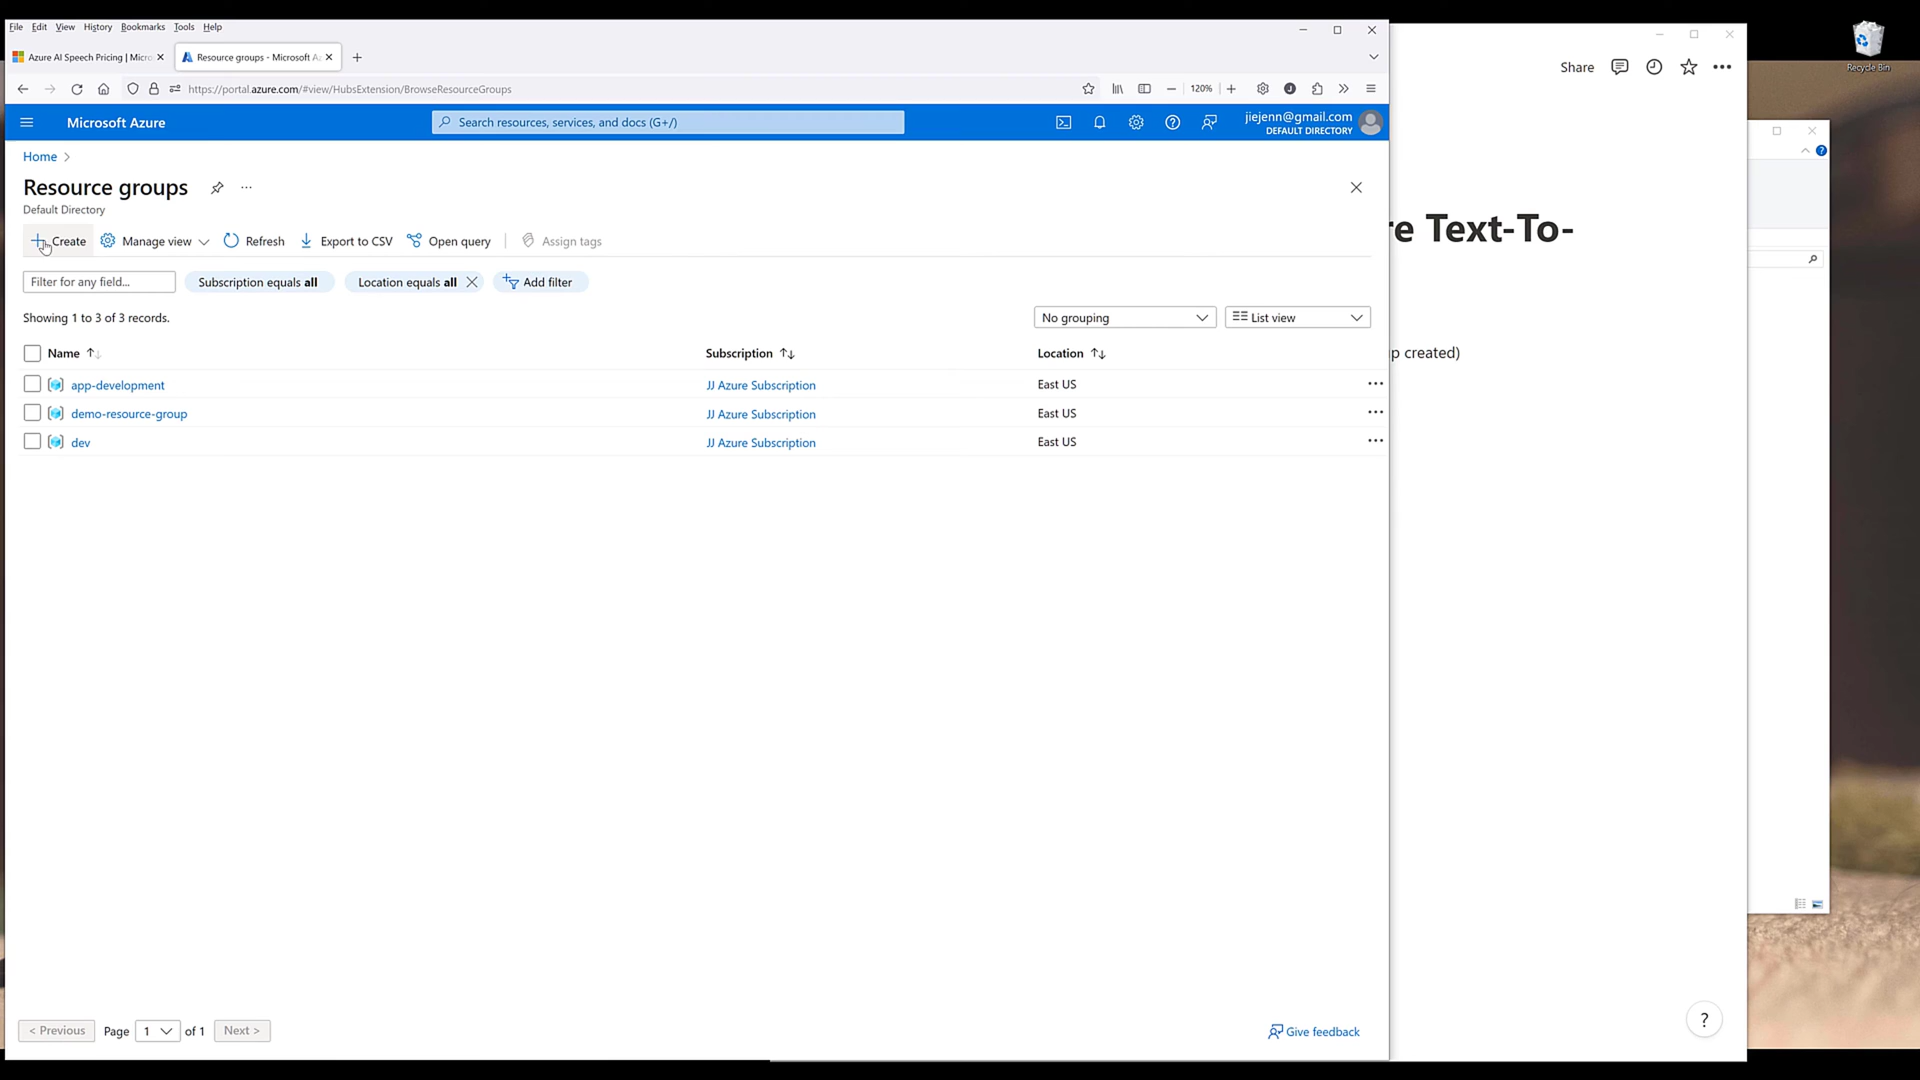 File Edit View History Bookmarks Tools Help
Azure AI Speech Pricing | Micro
Resource groups - Microsoft Az
https://portal.azure.com/#view/HubsExtension/BrowseResourceGroups
120%
Microsoft Azure
Search resources, services, and docs (G+/)
jiejenn@gmail.com
DEFAULT DIRECTORY
Home
Resource groups
Default Directory
Create
Manage view
Refresh
Export to CSV
Open query
Assign tags
Filter for any field...
Subscription equals all
Location equals all
Add filter
Showing 1 to 3 of 3 records.
No grouping
List view
Name Subscription Location
app-development JJ Azure Subscription East US
demo-resource-group JJ Azure Subscription East US
dev JJ Azure Subscription East US
< Previous Page 1 of 1 Next >
Give feedback
Share
re Text-To-
p created)
?
Recycle Bin